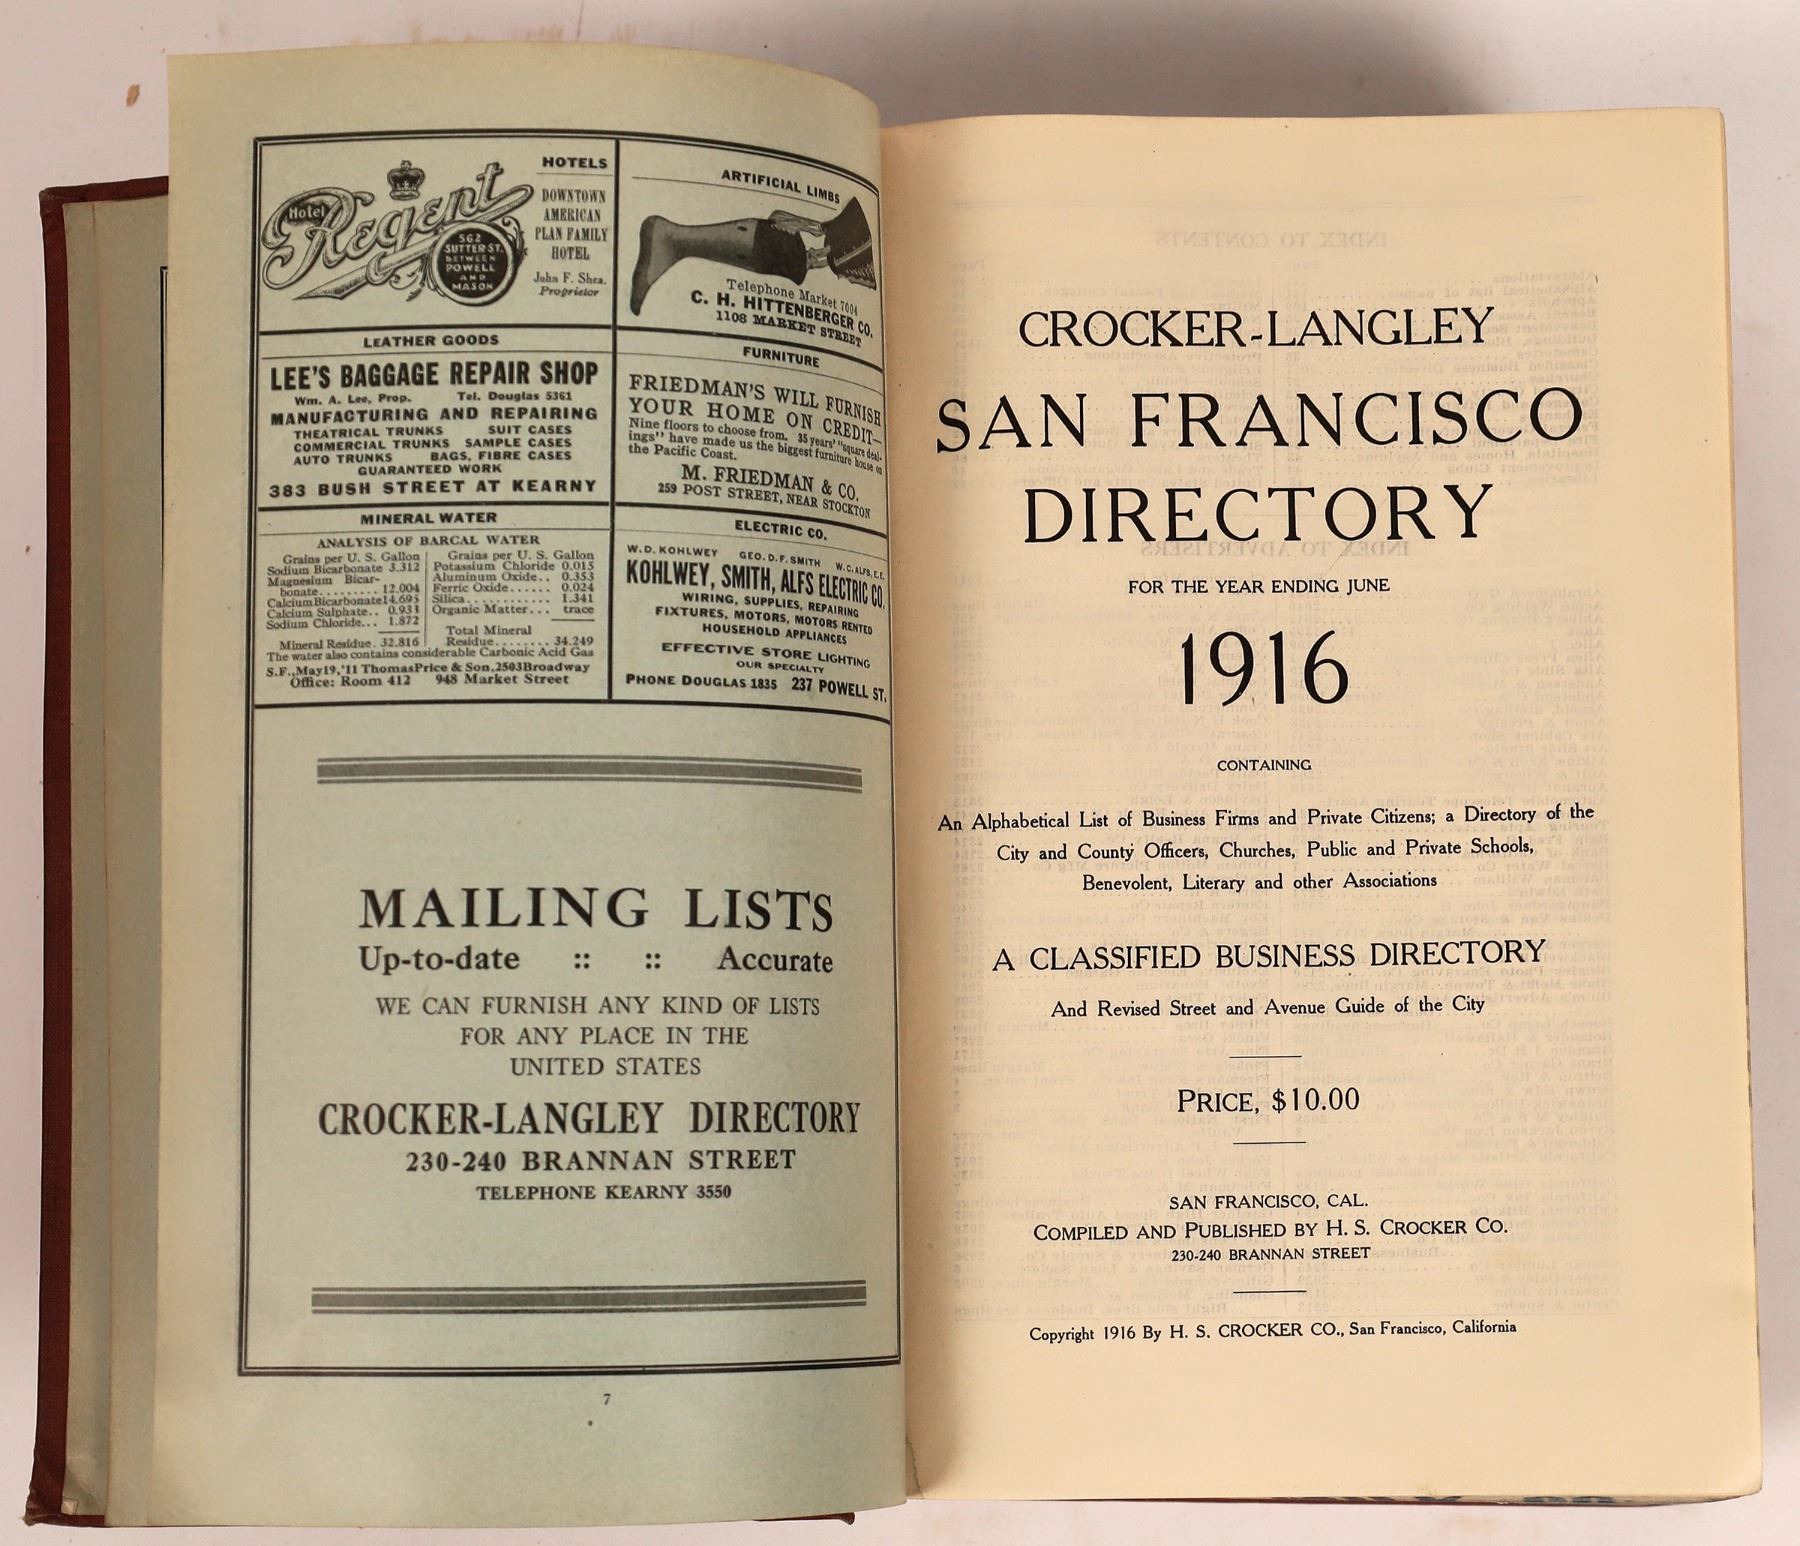 HOTELS
Hotel
Regent
562
SUTTER ST.
BETWEEN
POWELL
AND
MASON
DOWNTOWN
AMERICAN
PLAN FAMILY
HOTEL
John F. Shea,
Proprietor
ARTIFICIAL LIMBS
Telephone Market 7004
C. H. HITTENBERGER CO.
1108 MARKET STREET
LEATHER GOODS
LEE'S BAGGAGE REPAIR SHOP
Wm. A. Lee, Prop. Tel. Douglas 5361
MANUFACTURING AND REPAIRING
THEATRICAL TRUNKS SUIT CASES
COMMERCIAL TRUNKS SAMPLE CASES
AUTO TRUNKS BAGS, FIBRE CASES
GUARANTEED WORK
383 BUSH STREET AT KEARNY
FURNITURE
FRIEDMAN'S WILL FURNISH
YOUR HOME ON CREDIT—
Nine floors to choose from. 35 years' "square deal-
ings" have made us the biggest furniture house on
the Pacific Coast.
M. FRIEDMAN & CO.
259 POST STREET, NEAR STOCKTON
MINERAL WATER
ANALYSIS OF BARCAL WATER
Grains per U. S. Gallon
Sodium Bicarbonate 3.312
Magnesium Bicar-
bonate......... 12.004
Calcium Bicarbonate 14.695
Calcium Sulphate.. 0.933
Sodium Chloride... 1.872
Mineral Residue. 32.816
Grains per U. S. Gallon
Potassium Chloride 0.015
Aluminum Oxide.. 0.353
Ferric Oxide...... 0.024
Silica............ 1.341
Organic Matter... trace
Total Mineral
Residue........ 34.249
The water also contains considerable Carbonic Acid Gas
S.F., May 19, '11 Thomas Price & Son, 2503 Broadway
Office: Room 412 948 Market Street
ELECTRIC CO.
W. D. KOHLWEY GEO. D. F. SMITH W. C. ALFS, E. E.
KOHLWEY, SMITH, ALFS ELECTRIC CO.
WIRING, SUPPLIES, REPAIRING
FIXTURES, MOTORS, MOTORS RENTED
HOUSEHOLD APPLIANCES
EFFECTIVE STORE LIGHTING
OUR SPECIALTY
PHONE DOUGLAS 1835 237 POWELL ST.
MAILING LISTS
Up-to-date :: :: Accurate
WE CAN FURNISH ANY KIND OF LISTS
FOR ANY PLACE IN THE
UNITED STATES
CROCKER-LANGLEY DIRECTORY
230-240 BRANNAN STREET
TELEPHONE KEARNY 3550
7
CROCKER-LANGLEY
SAN FRANCISCO
DIRECTORY
FOR THE YEAR ENDING JUNE
1916
CONTAINING
An Alphabetical List of Business Firms and Private Citizens; a Directory of the
City and County Officers, Churches, Public and Private Schools,
Benevolent, Literary and other Associations
A CLASSIFIED BUSINESS DIRECTORY
And Revised Street and Avenue Guide of the City
PRICE, $10.00
SAN FRANCISCO, CAL.
COMPILED AND PUBLISHED BY H. S. CROCKER CO.
230-240 BRANNAN STREET
Copyright 1916 By H. S. CROCKER CO., San Francisco, California